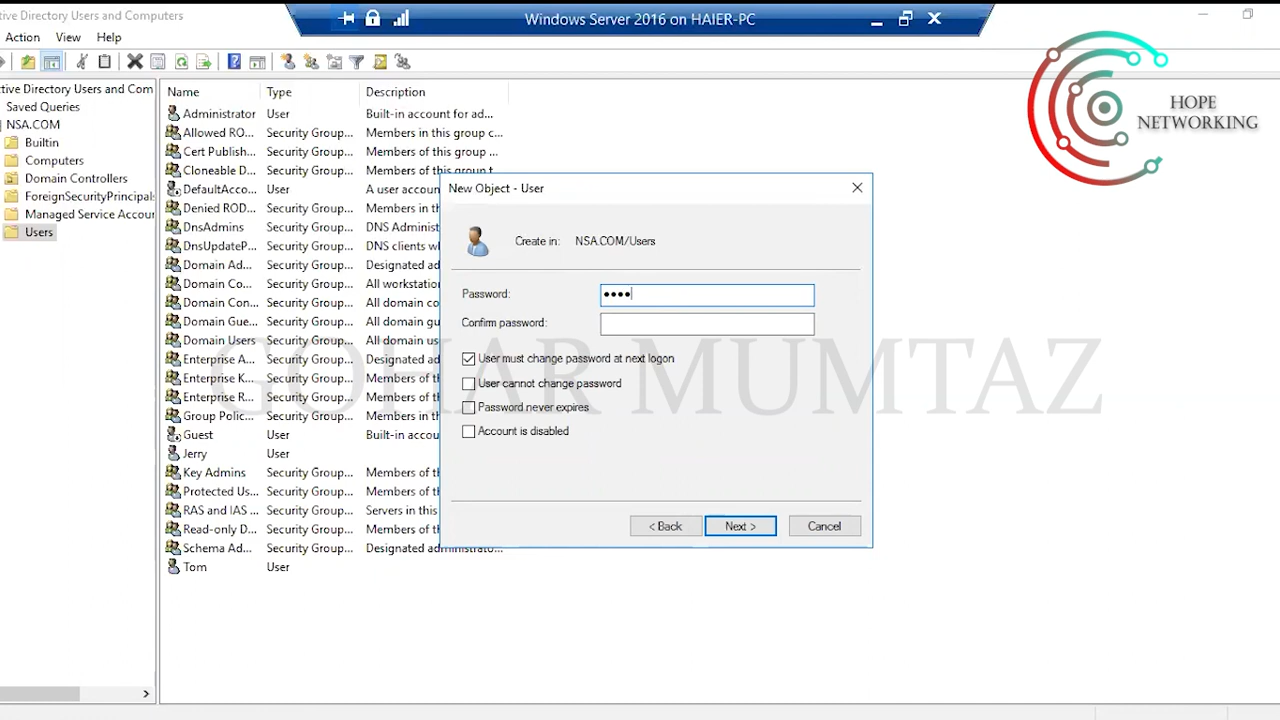 ctive Directory Users and Computers
Windows Server 2016 on HAIER-PC
Action View Help
HOPE
NETWORKING
ctive Directory Users and Com
Saved Queries
NSA.COM
Builtin
Computers
Domain Controllers
ForeignSecurityPrincipals
Managed Service Accour
Users
Name Type Description
Administrator User Built-in account for ad...
Allowed RO... Security Group... Members in this group c...
Cert Publish... Security Group... Members of this group ...
Cloneable D... Security Group... Members of this group t
DefaultAcco... User A user accoun
Denied ROD... Security Group... Members in th
DnsAdmins Security Group... DNS Administ
DnsUpdateP... Security Group... DNS clients wh
Domain Ad... Security Group... Designated ad
Domain Co... Security Group... All workstation
Domain Con... Security Group... All domain co
Domain Gue... Security Group... All domain gu
Domain Users Security Group... All domain use
Enterprise A... Security Group... Designated ad
Enterprise K... Security Group... Members of th
Enterprise R... Security Group... Members of th
Group Polic... Security Group... Members in th
Guest User Built-in accou
Jerry User
Key Admins Security Group... Members of th
Protected Us... Security Group... Members of th
RAS and IAS ... Security Group... Servers in this
Read-only D... Security Group... Members of th
Schema Ad... Security Group... Designated administrato...
Tom User
New Object - User
Create in: NSA.COM/Users
Password:
Confirm password:
User must change password at next logon
User cannot change password
Password never expires
Account is disabled
< Back Next > Cancel
GOHAR MUMTAZ